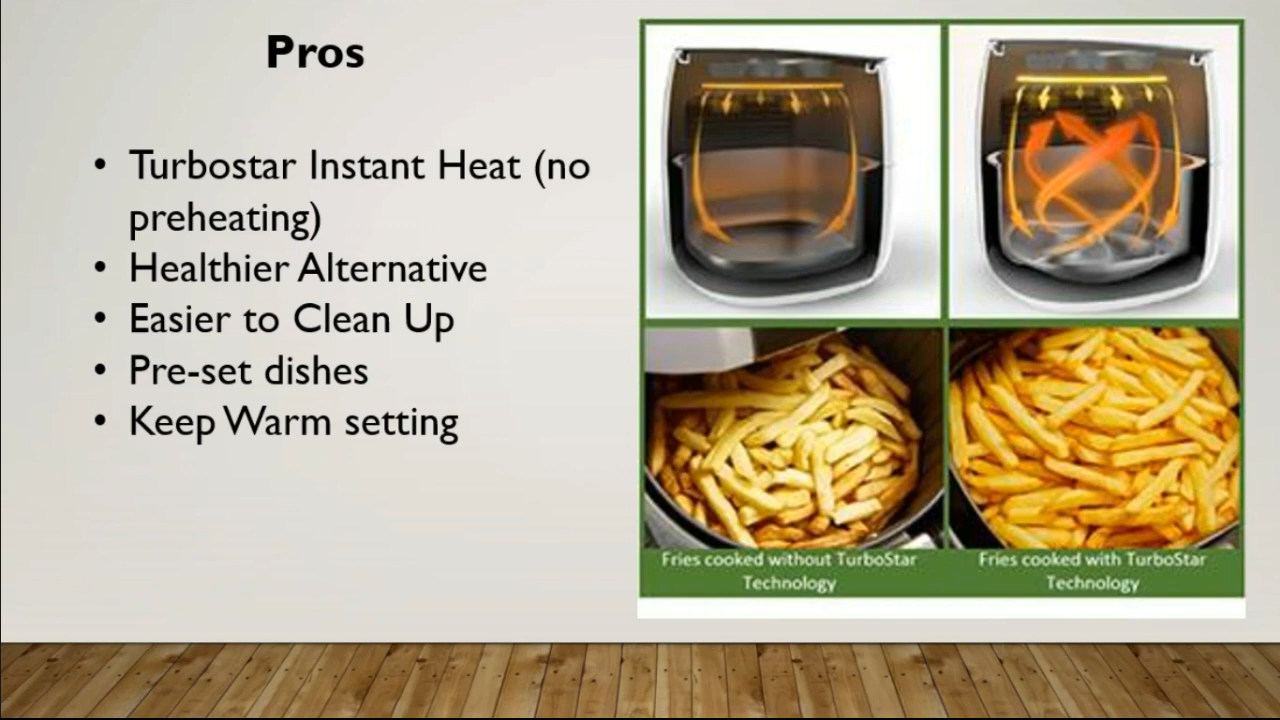 Pros
• Turbostar Instant Heat (no
preheating)
• Healthier Alternative
• Easier to Clean Up
• Pre-set dishes
• Keep Warm setting
Fries cooked without TurboStar
Technology
Fries cooked with TurboStar
Technology